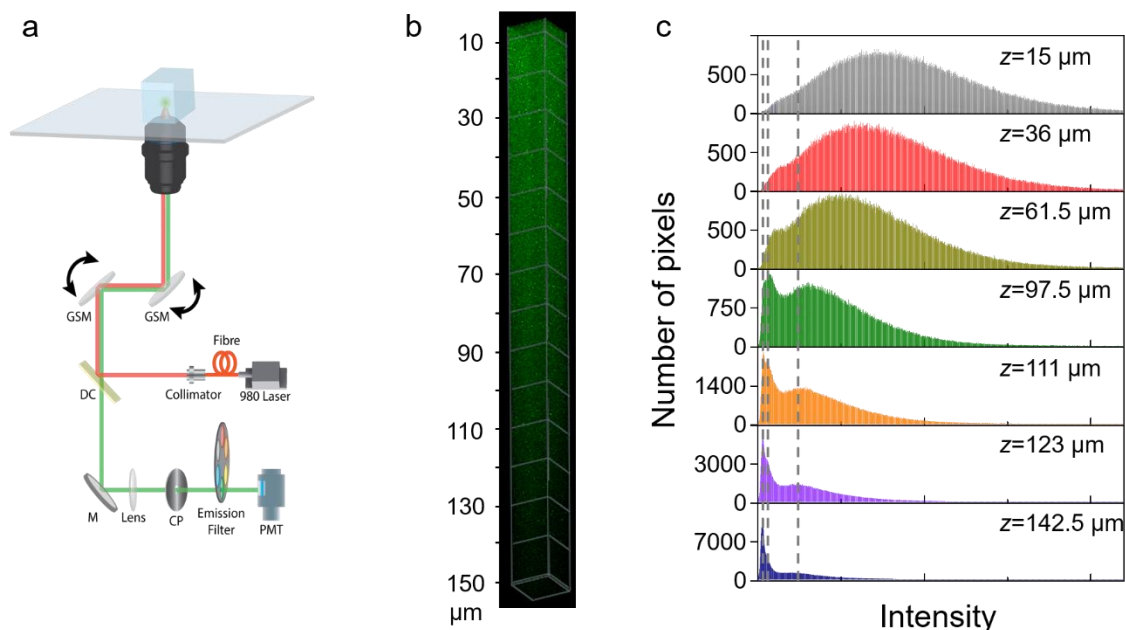 a
GSM
GSM
Fibre
DC
Collimator
980 Laser
M
Lens
CP
Emission
Filter
PMT
b
10
30
50
70
90
110
130
150
µm
c
Number of pixels
500
0
z=15 µm
500
0
z=36 µm
500
0
z=61.5 µm
750
0
z=97.5 µm
1400
0
z=111 µm
3000
0
z=123 µm
7000
0
z=142.5 µm
Intensity